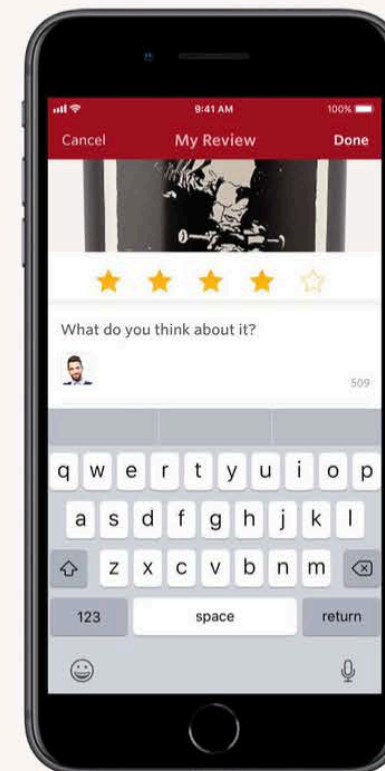 9:41 AM 100%
Cancel My Review Done
What do you think about it?
509
q w e r t y u i o p
a s d f g h j k l
z x c v b n m
123 space return